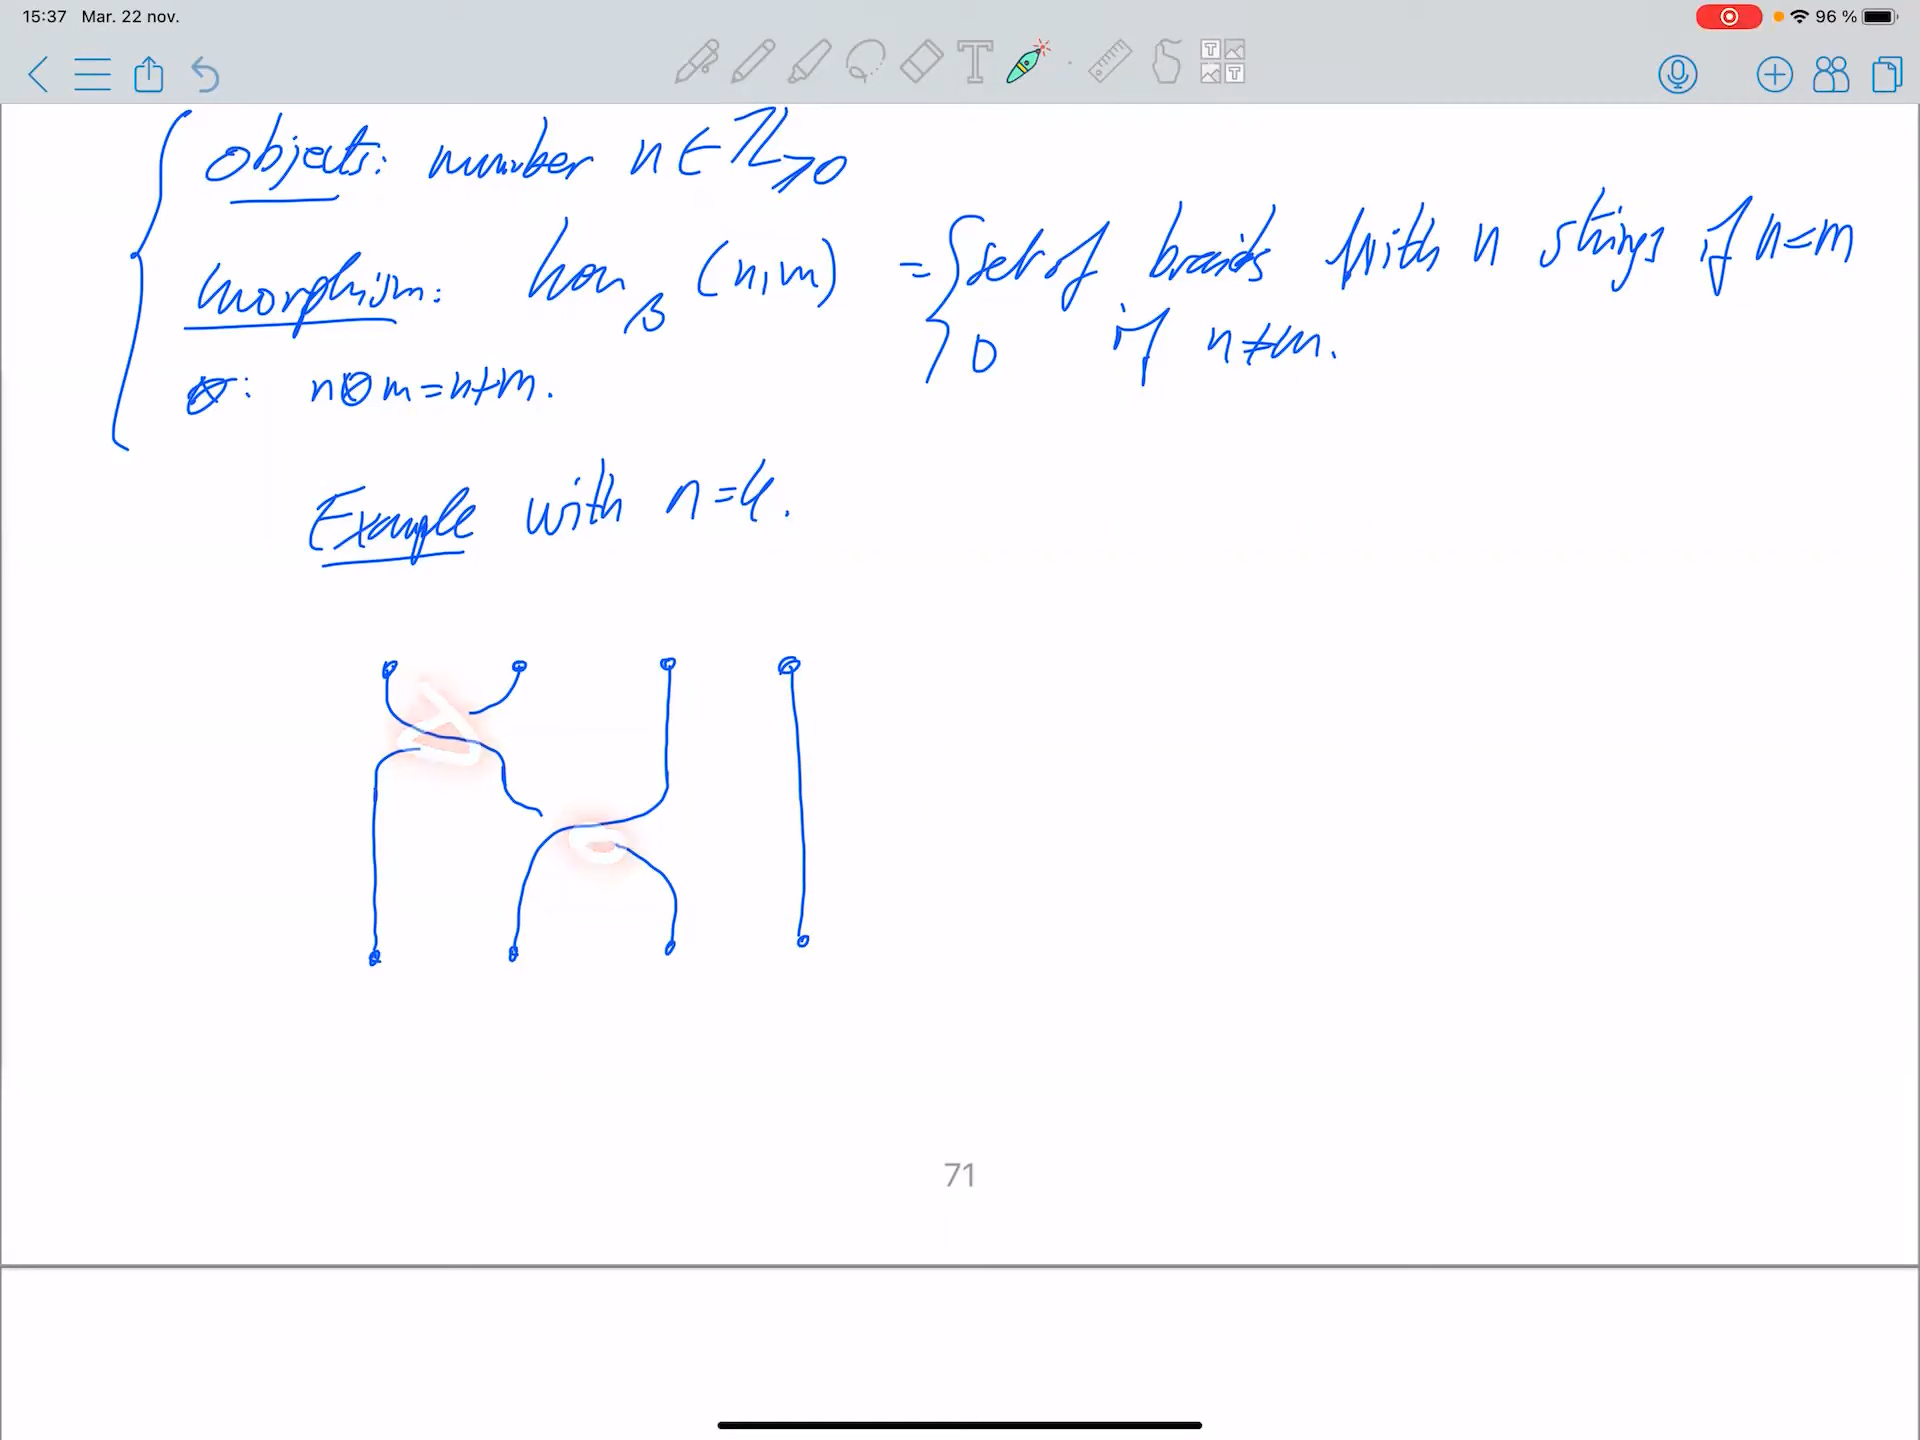 15:37 Mar. 22 nov. 96 %
objects: number n ∈ ℤ>0
morphism: hom_B (n,m) = { set of braids with n strings if n=m
0 if n≠m.
⊗: n⊗m=n+m.
Example with n=4.
71